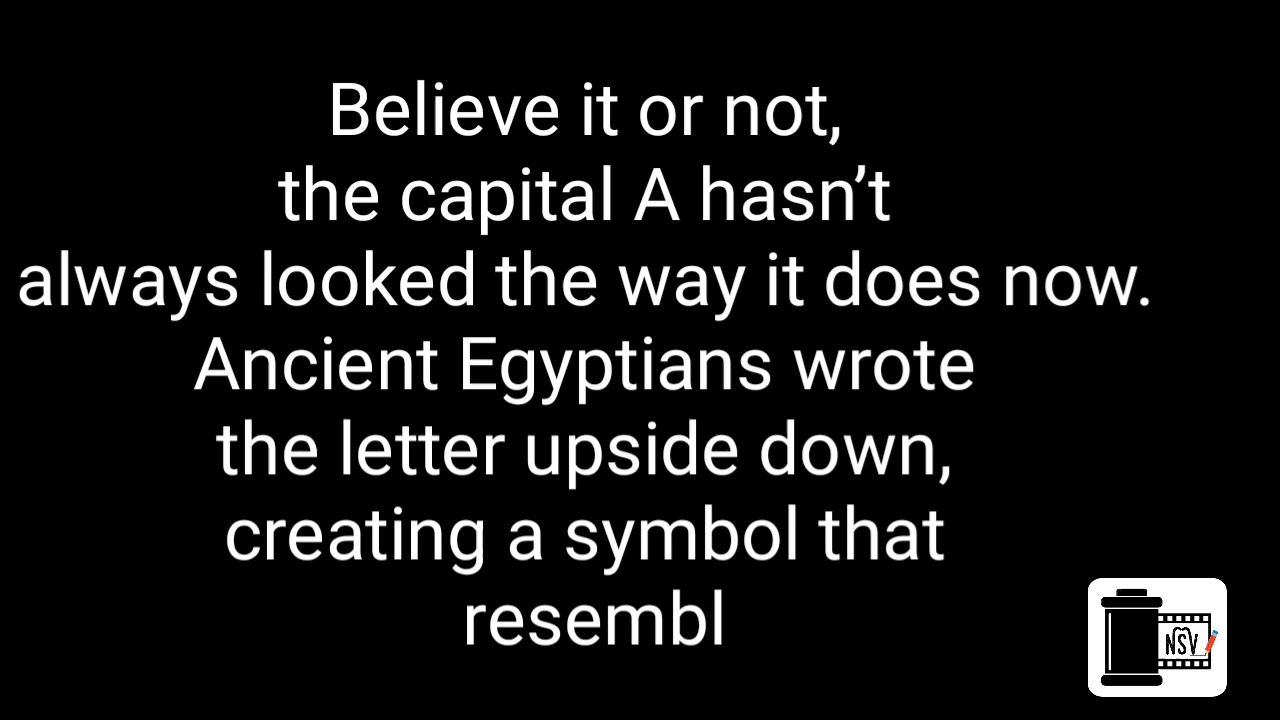 Believe it or not,
the capital A hasn’t
always looked the way it does now.
Ancient Egyptians wrote
the letter upside down,
creating a symbol that
resembl
NSV